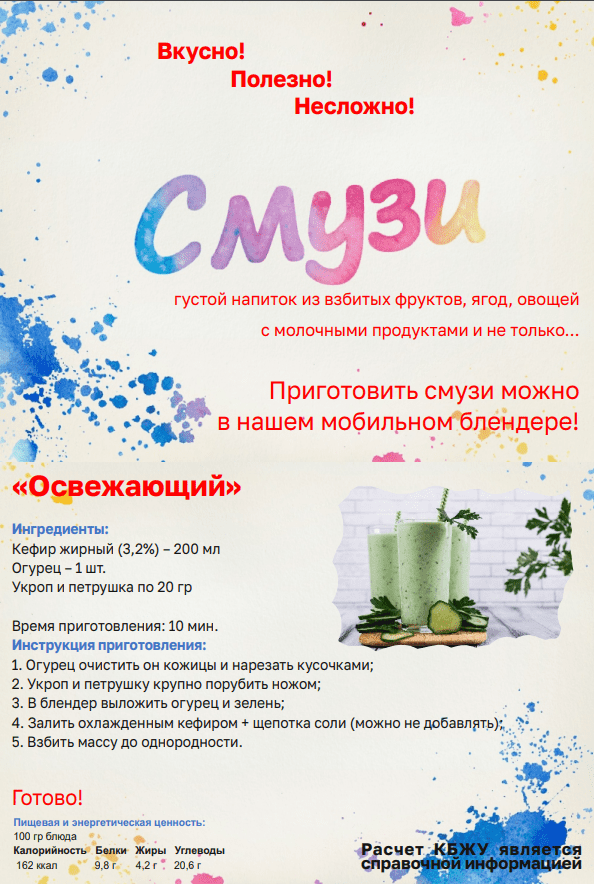 Вкусно!
Полезно!
Несложно!
Смузи
густой напиток из взбитых фруктов, ягод, овощей
с молочными продуктами и не только...
Приготовить смузи можно
в нашем мобильном блендере!
«Освежающий»
Ингредиенты:
Кефир жирный (3,2%) – 200 мл
Огурец – 1 шт.
Укроп и петрушка по 20 гр
Время приготовления: 10 мин.
Инструкция приготовления:
1. Огурец очистить он кожицы и нарезать кусочками;
2. Укроп и петрушку крупно порубить ножом;
3. В блендер выложить огурец и зелень;
4. Залить охлажденным кефиром + щепотка соли (можно не добавлять);
5. Взбить массу до однородности.
Готово!
Пищевая и энергетическая ценность:
100 гр блюда
Калорийность Белки Жиры Углеводы
162 ккал 9,8 г 4,2 г 20,6 г
Расчет КБЖУ является
справочной информацией